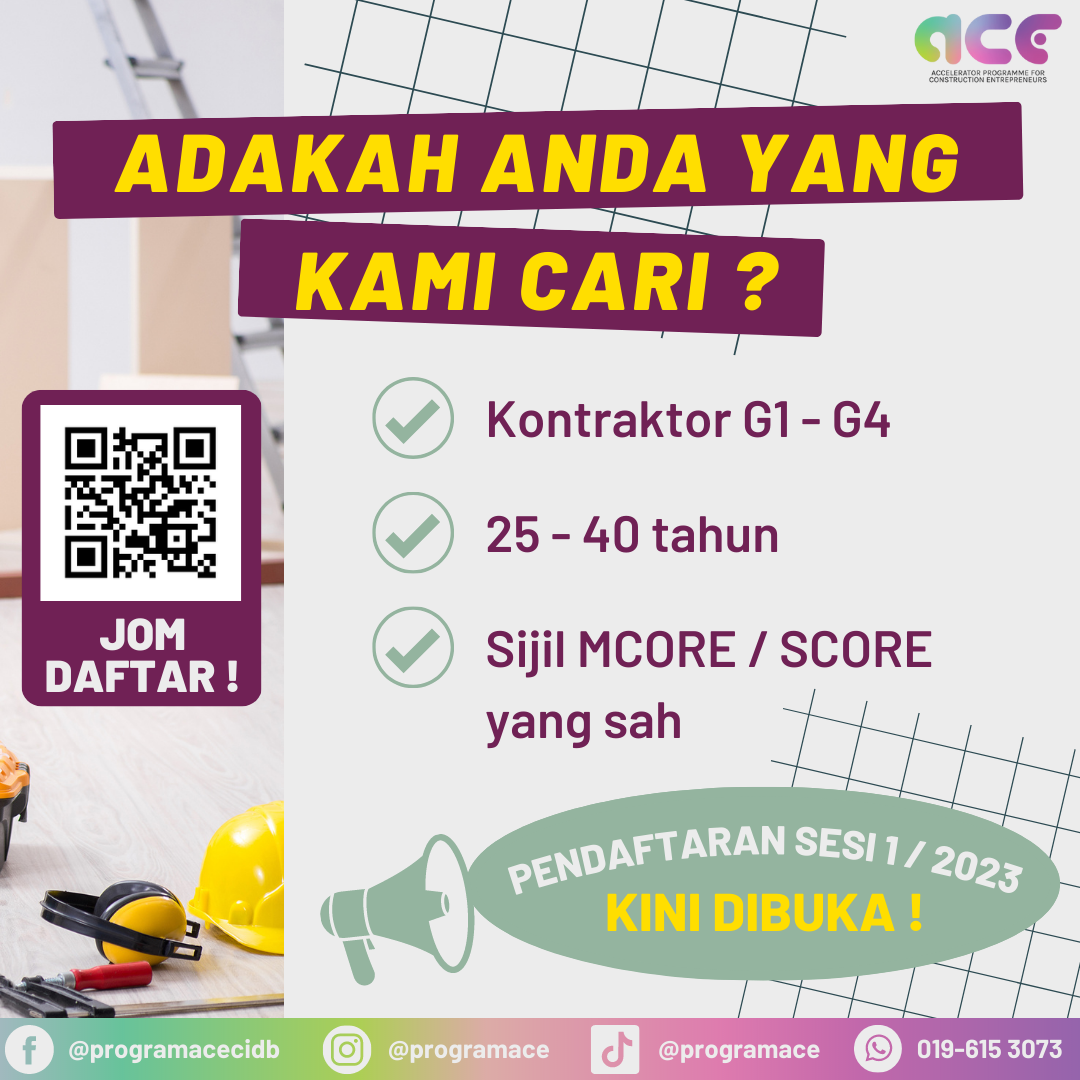 ace
ACCELERATOR PROGRAMME FOR
CONSTRUCTION ENTREPRENEURS
ADAKAH ANDA YANG
KAMI CARI ?
Kontraktor G1 - G4
25 - 40 tahun
Sijil MCORE / SCORE
yang sah
JOM
DAFTAR !
PENDAFTARAN SESI 1 / 2023
KINI DIBUKA !
@programacecidb
@programace
@programace
019-615 3073